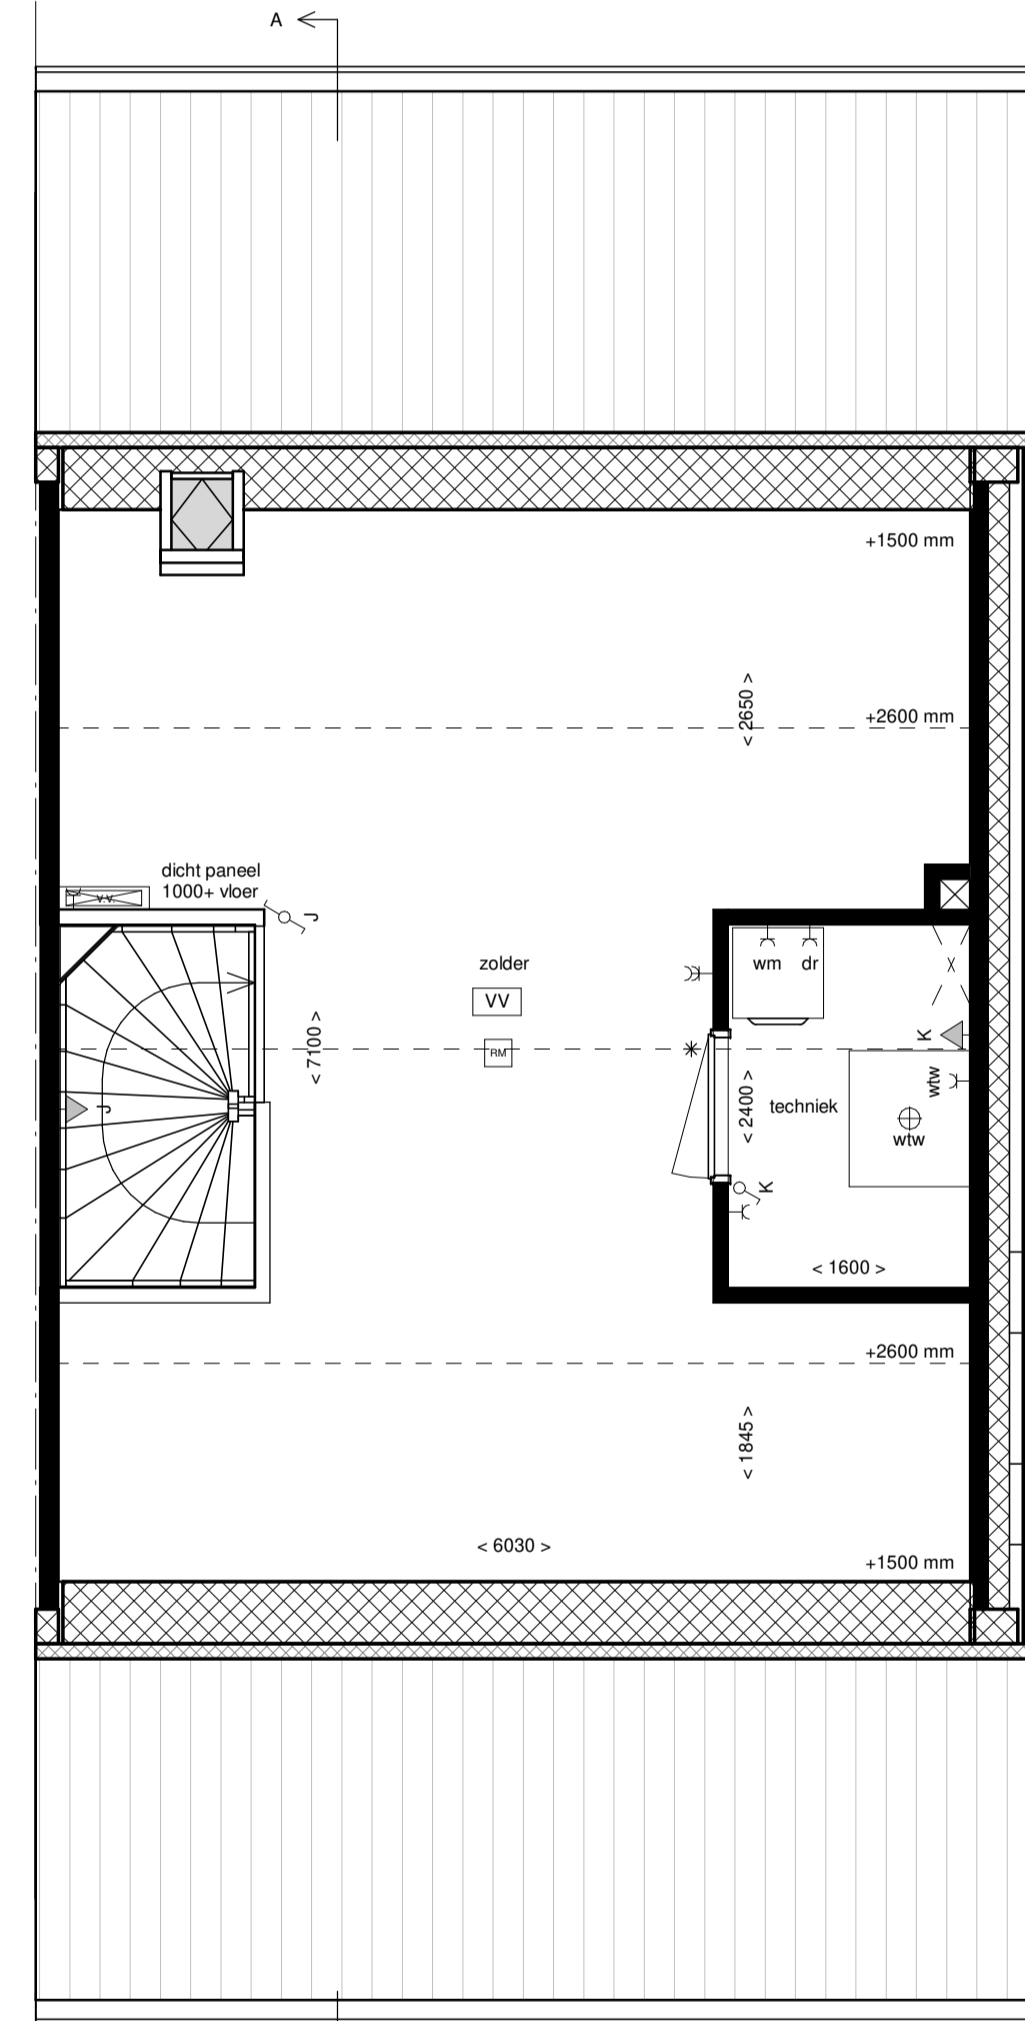 A
+1500 mm
< 2650 >
+2600 mm
dicht paneel
1000+ vloer
v.v.
J
zolder
VV
RM
< 7100 >
wm
dr
K
wtw
techniek
< 2400 >
wtw
J
K
< 1600 >
+2600 mm
< 1845 >
< 6030 >
+1500 mm